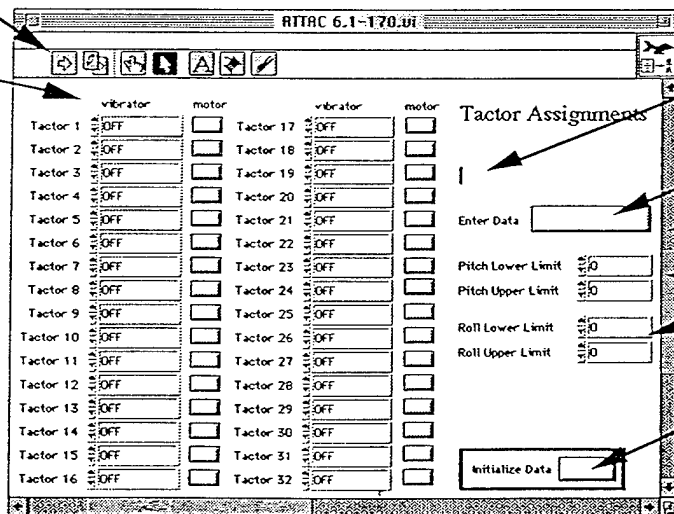 ATTAC 6.1-170.vi
A
vibrator motor vibrator motor
Tactor Assignments
Tactor 1 OFF Tactor 17 OFF
Tactor 2 OFF Tactor 18 OFF
Tactor 3 OFF Tactor 19 OFF
Tactor 4 OFF Tactor 20 OFF
Tactor 5 OFF Tactor 21 OFF
Enter Data
Tactor 6 OFF Tactor 22 OFF
Tactor 7 OFF Tactor 23 OFF
Pitch Lower Limit 0
Tactor 8 OFF Tactor 24 OFF
Pitch Upper Limit 0
Tactor 9 OFF Tactor 25 OFF
Tactor 10 OFF Tactor 26 OFF
Roll Lower Limit 0
Tactor 11 OFF Tactor 27 OFF
Roll Upper Limit 0
Tactor 12 OFF Tactor 28 OFF
Tactor 13 OFF Tactor 29 OFF
Tactor 14 OFF Tactor 30 OFF
Tactor 15 OFF Tactor 31 OFF
Tactor 16 OFF Tactor 32 OFF
Initialize Data